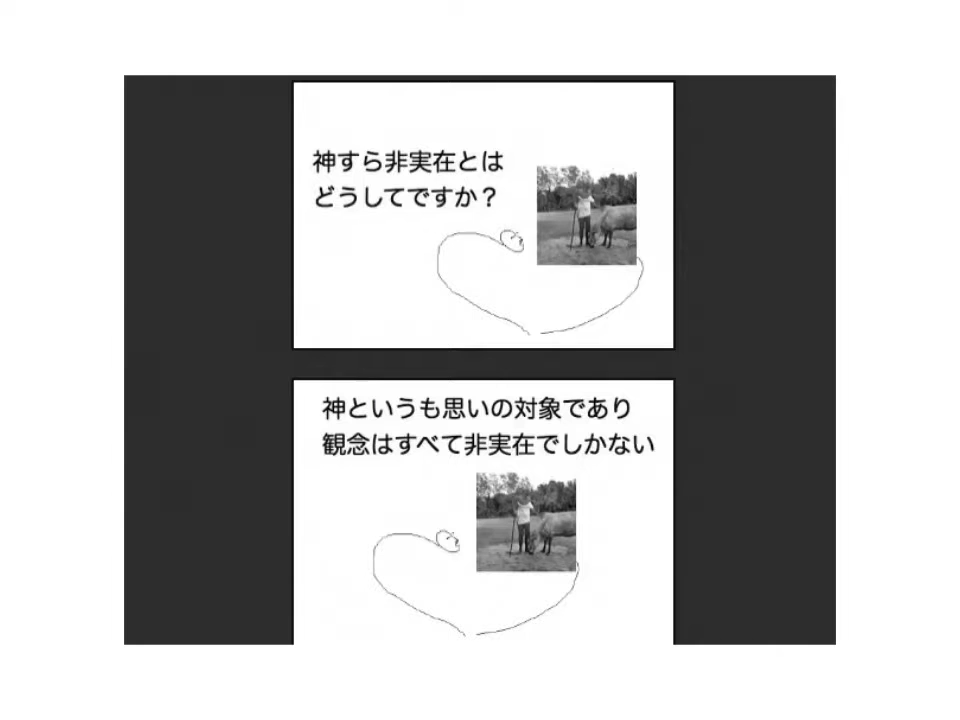 神すら非実在とは
どうしてですか？
神というも思いの対象であり
観念はすべて非実在でしかない